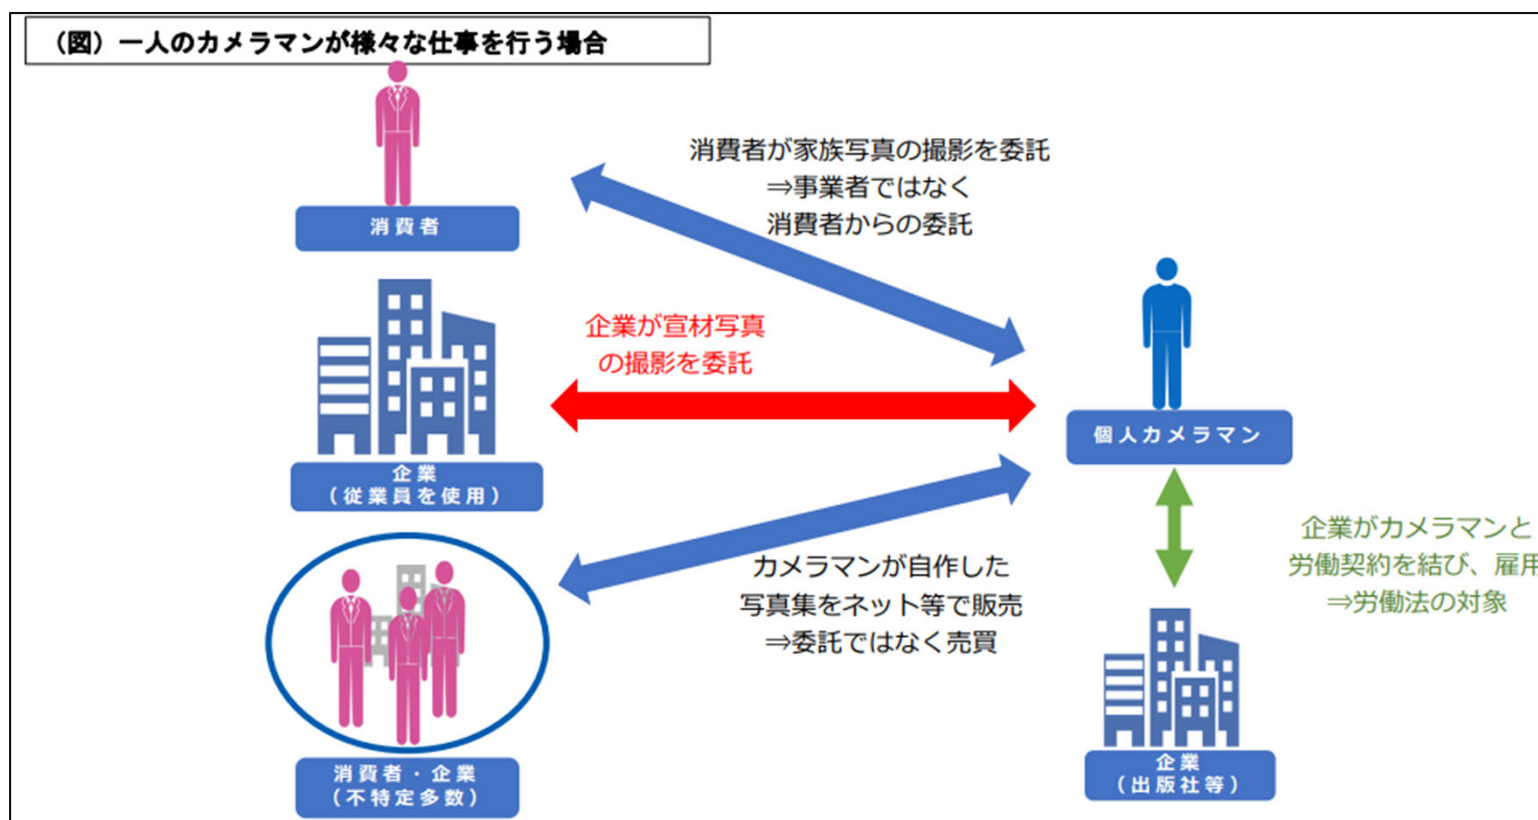 （図）一人のカメラマンが様々な仕事を行う場合
消費者が家族写真の撮影を委託
⇒事業者ではなく
消費者からの委託
消費者
企業が宣材写真
の撮影を委託
個人カメラマン
企業
（従業員を使用）
カメラマンが自作した
写真集をネット等で販売
⇒委託ではなく売買
企業がカメラマンと
労働契約を結び、雇用
⇒労働法の対象
消費者・企業
（不特定多数）
企業
（出版社等）